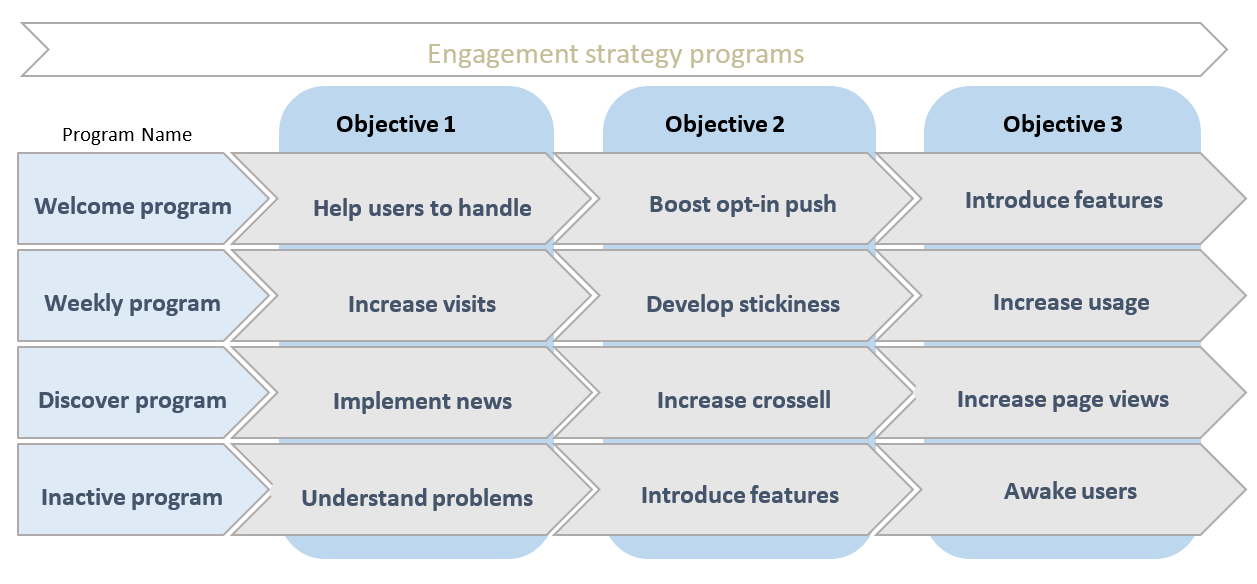 Engagement strategy programs
Program Name
Objective 1
Objective 2
Objective 3
Welcome program
Help users to handle
Boost opt-in push
Introduce features
Weekly program
Increase visits
Develop stickiness
Increase usage
Discover program
Implement news
Increase crossell
Increase page views
Inactive program
Understand problems
Introduce features
Awake users